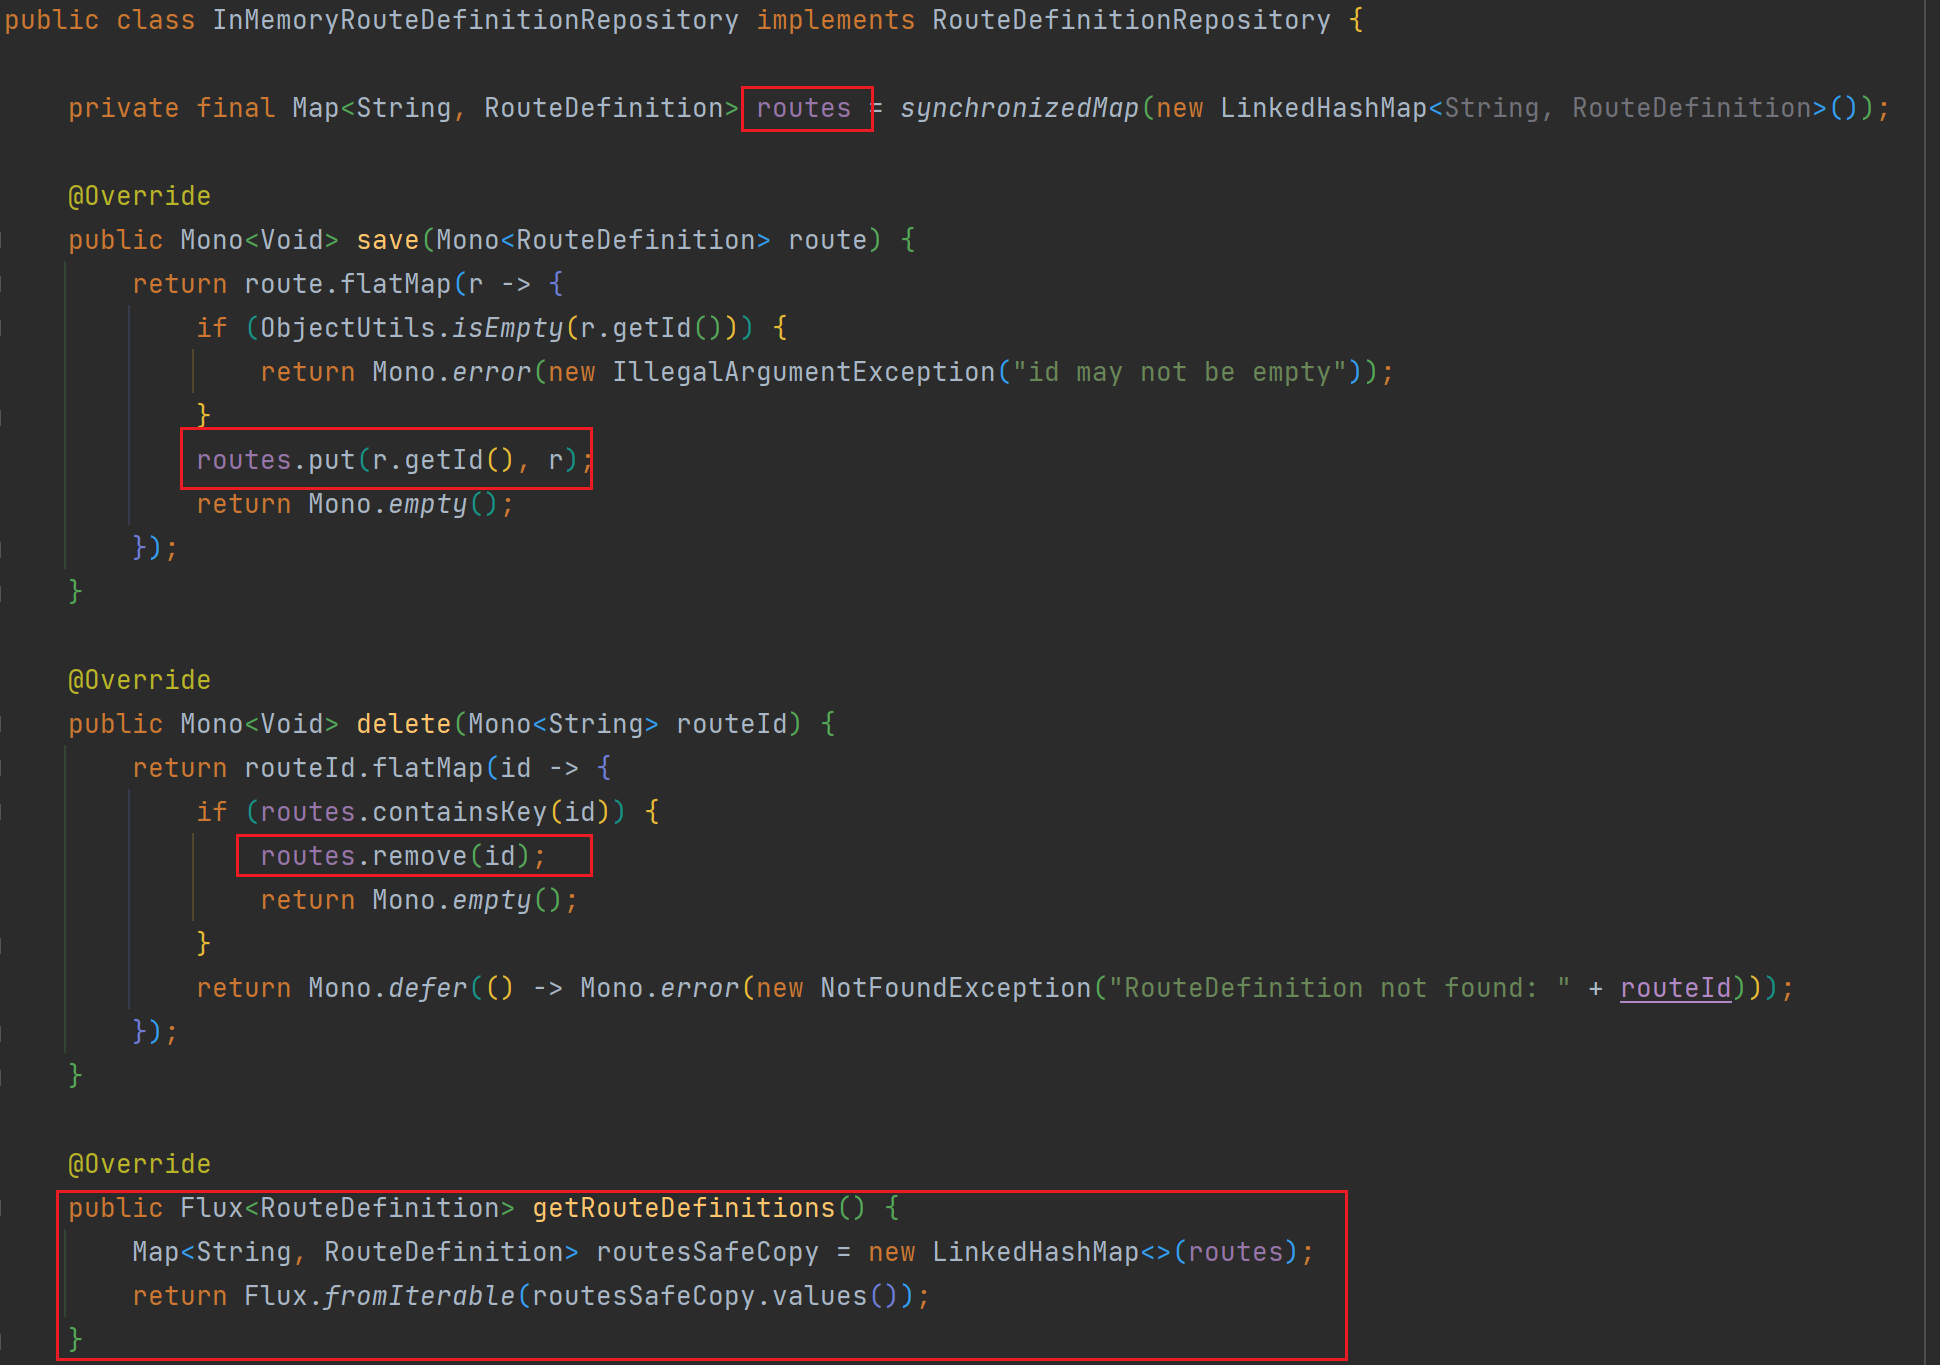 public class InMemoryRouteDefinitionRepository implements RouteDefinitionRepository {
private final Map<String, RouteDefinition> routes = synchronizedMap(new LinkedHashMap<String, RouteDefinition>());
@Override
public Mono<Void> save(Mono<RouteDefinition> route) {
return route.flatMap(r -> {
if (ObjectUtils.isEmpty(r.getId())) {
return Mono.error(new IllegalArgumentException("id may not be empty"));
}
routes.put(r.getId(), r);
return Mono.empty();
});
}
@Override
public Mono<Void> delete(Mono<String> routeId) {
return routeId.flatMap(id -> {
if (routes.containsKey(id)) {
routes.remove(id);
return Mono.empty();
}
return Mono.defer(() -> Mono.error(new NotFoundException("RouteDefinition not found: " + routeId)));
});
}
@Override
public Flux<RouteDefinition> getRouteDefinitions() {
Map<String, RouteDefinition> routesSafeCopy = new LinkedHashMap<>(routes);
return Flux.fromIterable(routesSafeCopy.values());
}